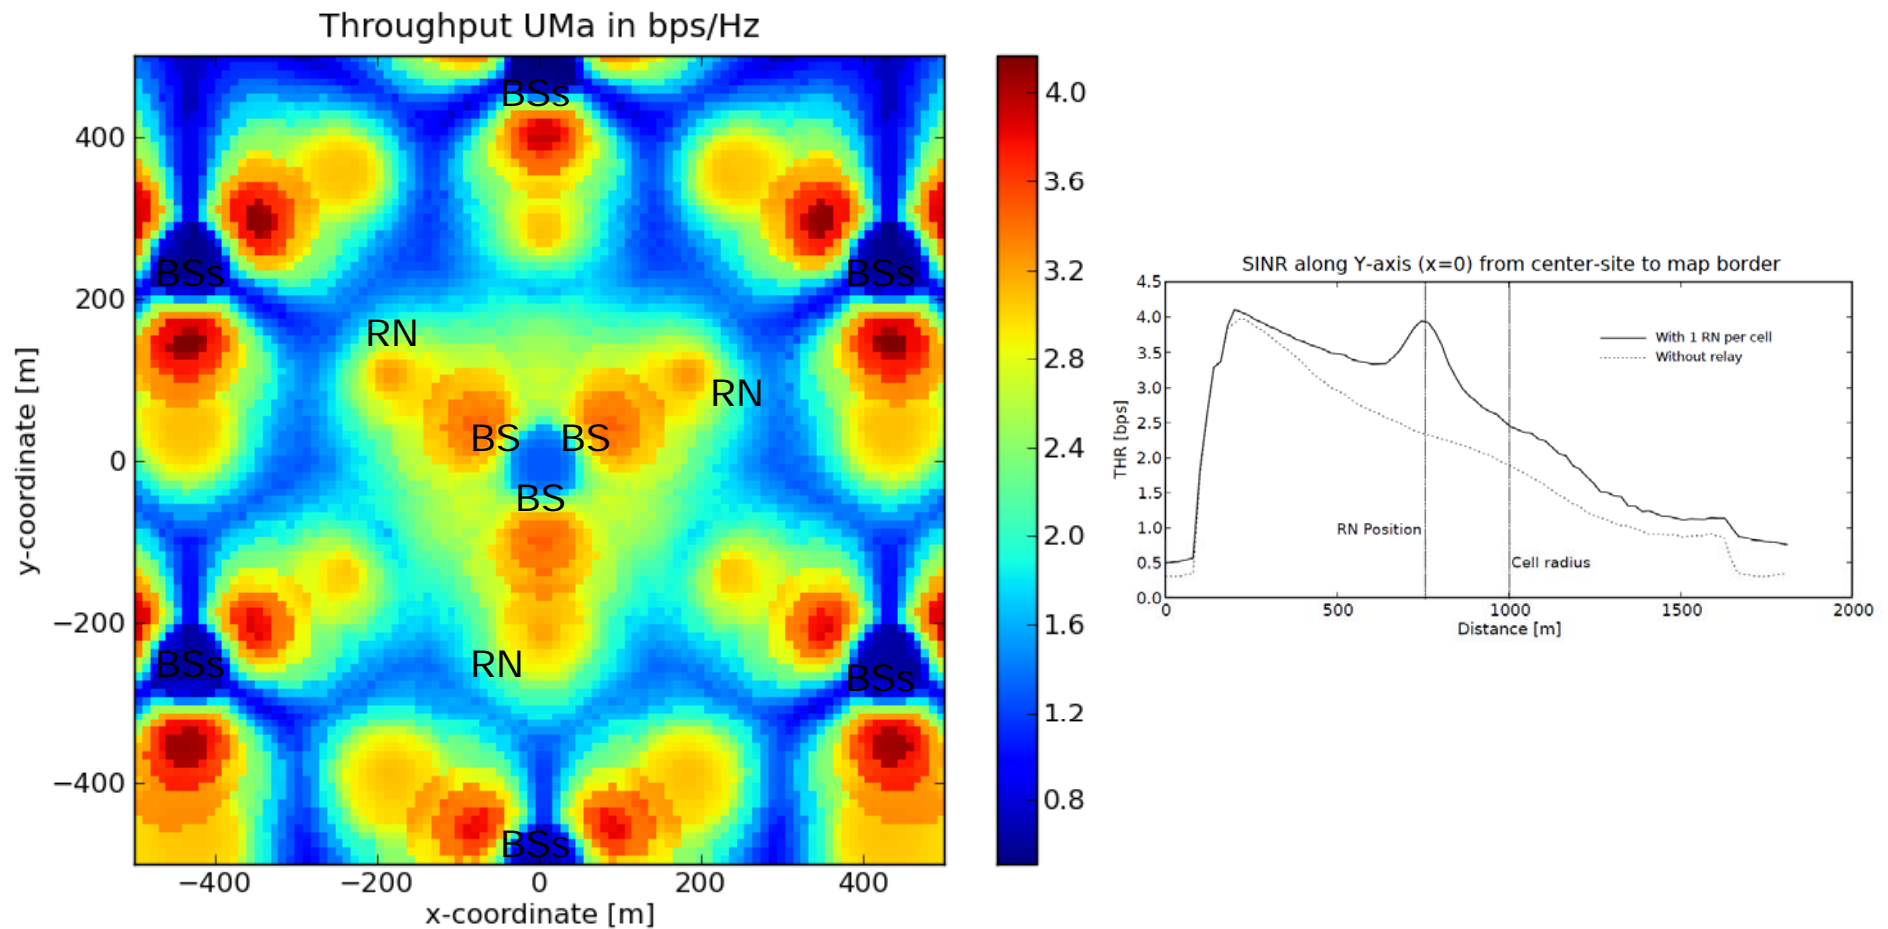 Throughput UMa in bps/Hz
y-coordinate [m]
400
200
0
−200
−400
−400
−200
0
200
400
x-coordinate [m]
BSs
BSs
BSs
RN
RN
BS
BS
BS
RN
BSs
BSs
BSs
4.0
3.6
3.2
2.8
2.4
2.0
1.6
1.2
0.8
SINR along Y-axis (x=0) from center-site to map border
THR [bps]
4.5
4.0
3.5
3.0
2.5
2.0
1.5
1.0
0.5
0.0
With 1 RN per cell
Without relay
RN Position
Cell radius
0
500
1000
1500
2000
Distance [m]